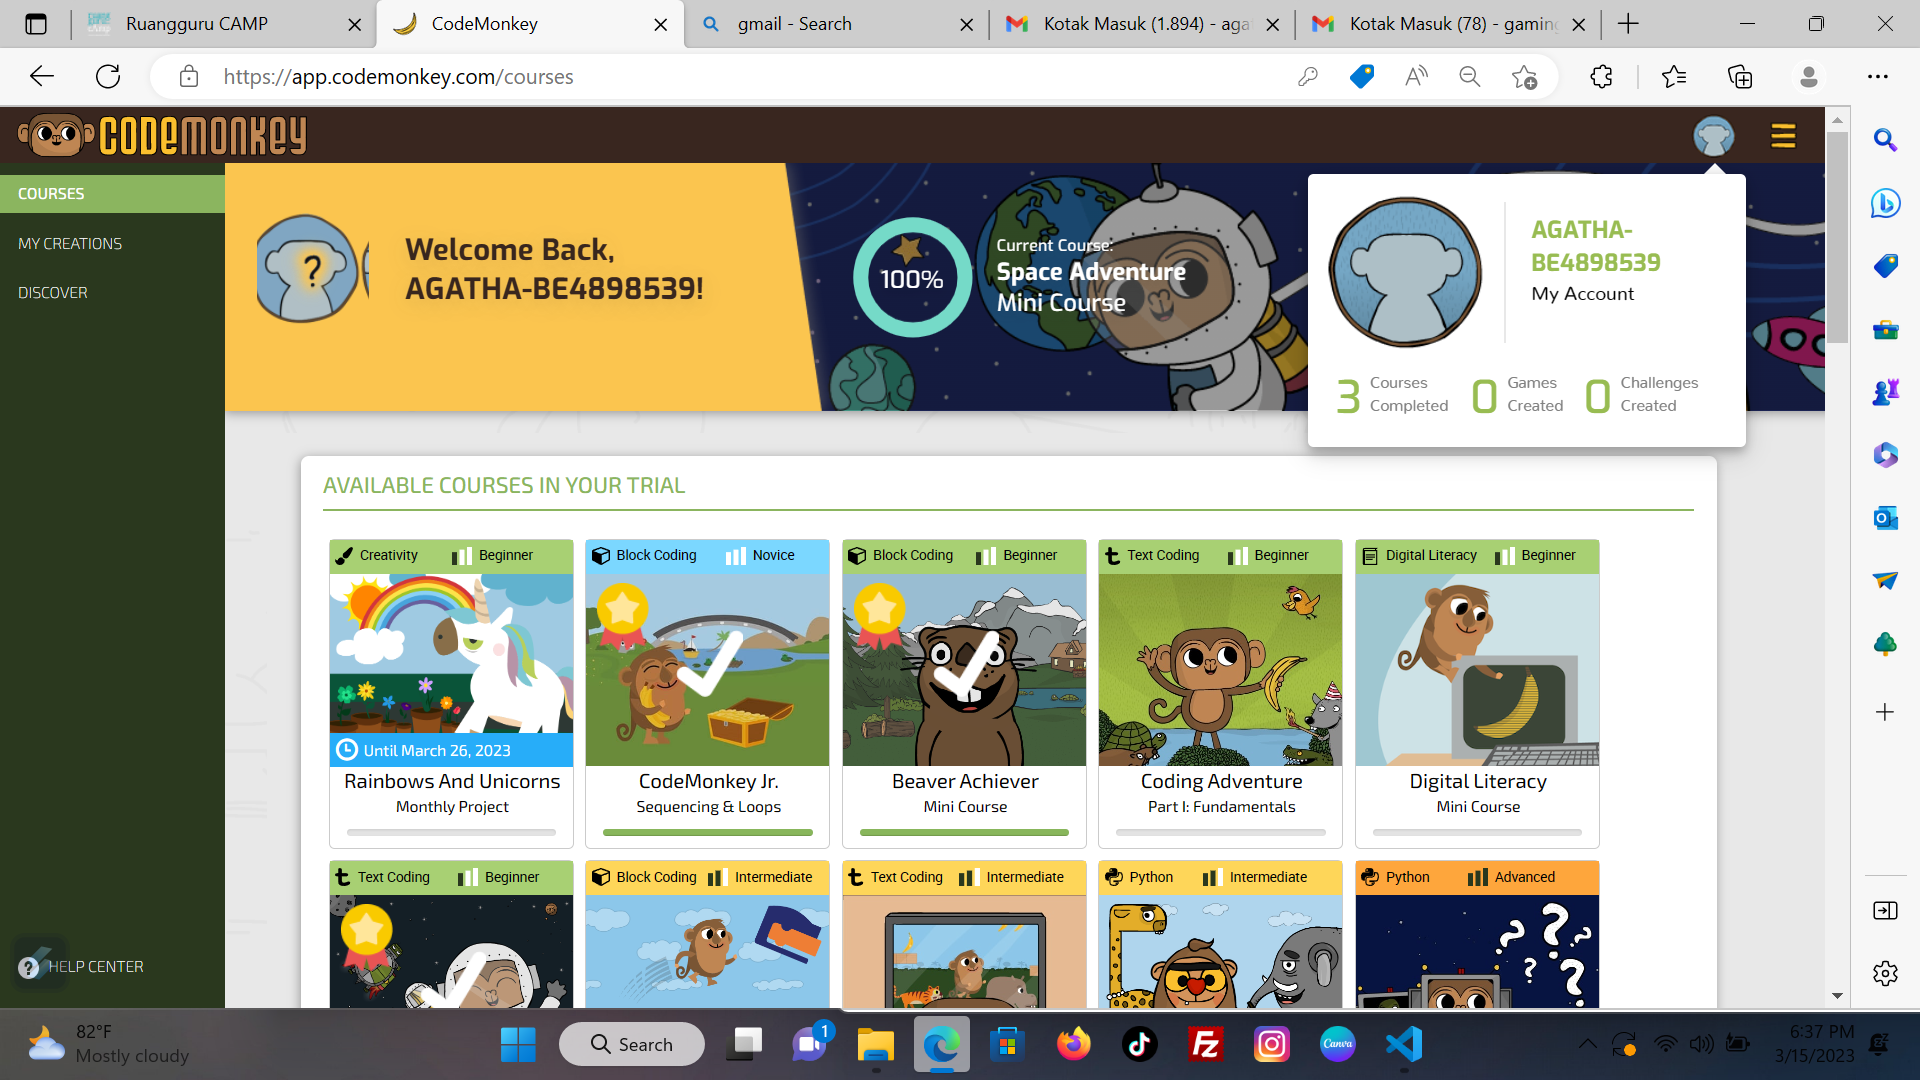 Ruangguru CAMP
CodeMonkey
gmail - Search
Kotak Masuk (1.894) - aga
Kotak Masuk (78) - gaming
https://app.codemonkey.com/courses
CODEMONKEY
COURSES
MY CREATIONS
DISCOVER
HELP CENTER
?
Welcome Back,
AGATHA-BE4898539!
100%
Current Course:
Space Adventure
Mini Course
AGATHA-
BE4898539
My Account
3 Courses Completed
0 Games Created
0 Challenges Created
AVAILABLE COURSES IN YOUR TRIAL
Creativity Beginner
Until March 26, 2023
Rainbows And Unicorns
Monthly Project
Block Coding Novice
CodeMonkey Jr.
Sequencing & Loops
Block Coding Beginner
Beaver Achiever
Mini Course
Text Coding Beginner
Coding Adventure
Part I: Fundamentals
Digital Literacy Beginner
Digital Literacy
Mini Course
Text Coding Beginner
Block Coding Intermediate
Text Coding Intermediate
Python Intermediate
Python Advanced
? ? ? ? ?
82°F
Mostly cloudy
Search
1
Canva
6:37 PM
3/15/2023